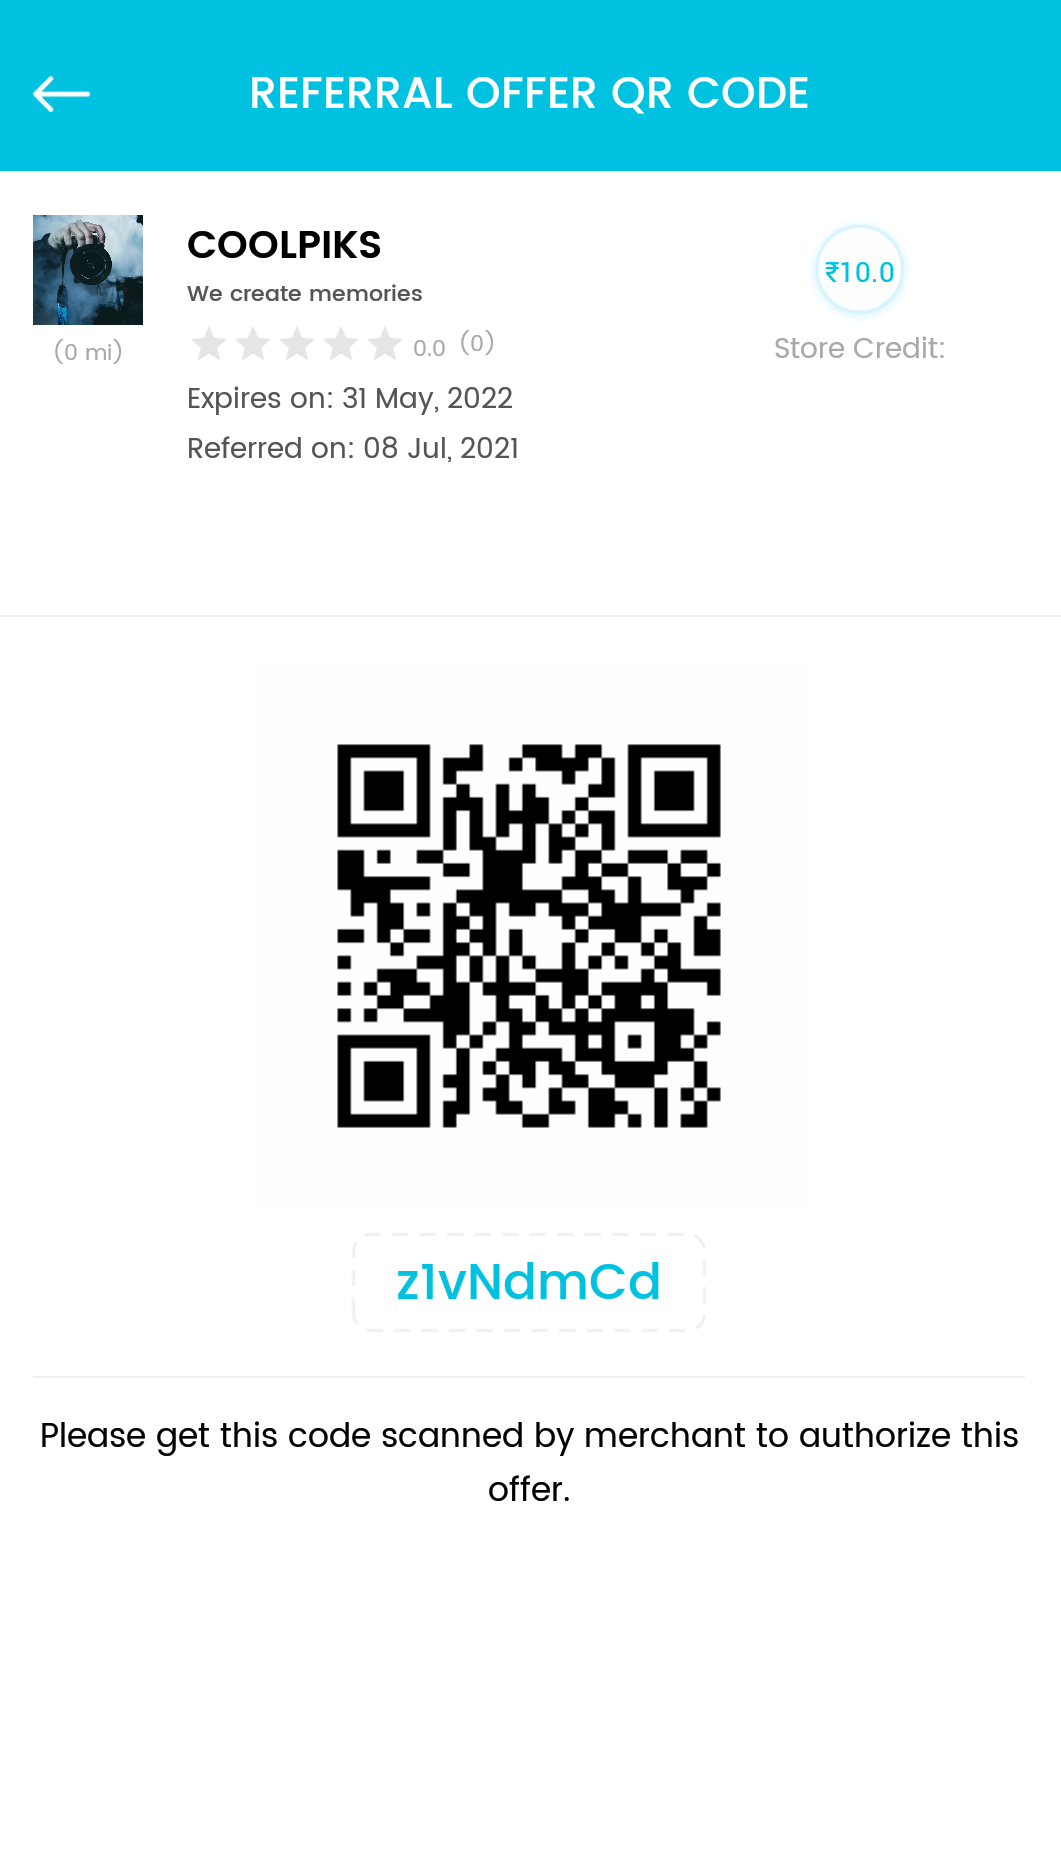 REFERRAL OFFER QR CODE
COOLPIKS
We create memories
(0 mi)
0.0 (0)
Expires on: 31 May, 2022
Referred on: 08 Jul, 2021
₹10.0
Store Credit:
z1vNdmCd
Please get this code scanned by merchant to authorize this
offer.